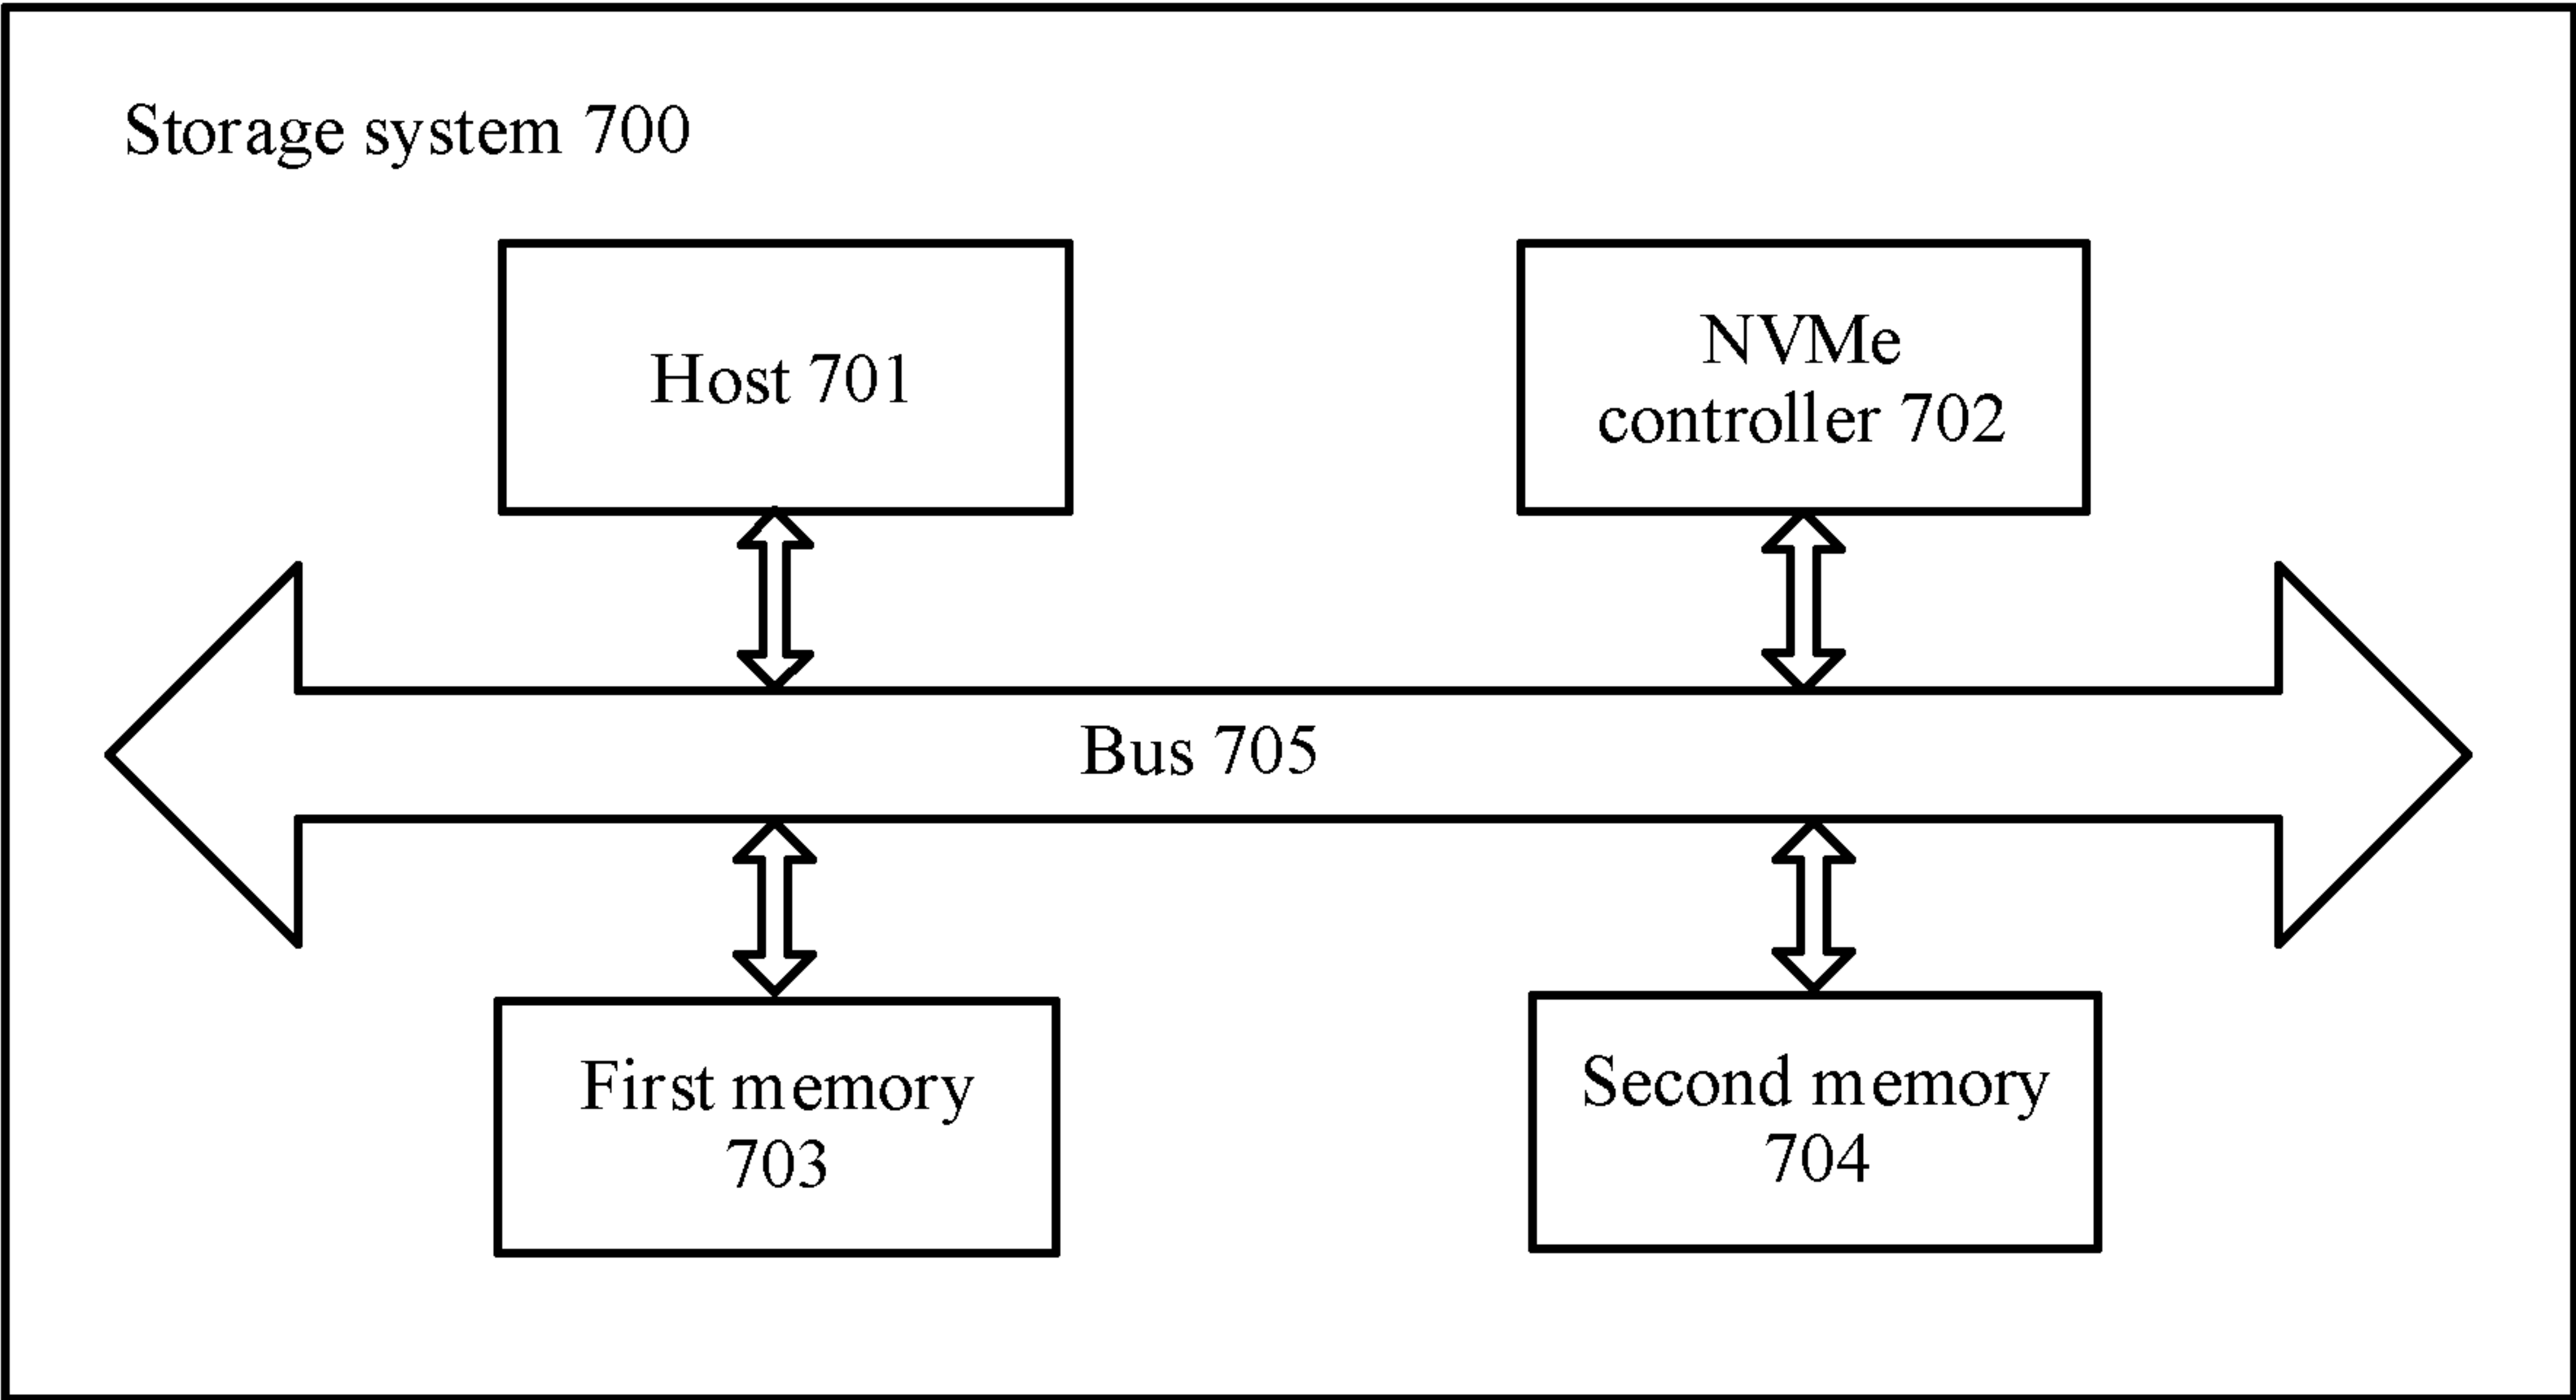 Storage system 700
Host 701
NVMe
controller 702
Bus 705
First memory
703
Second memory
704